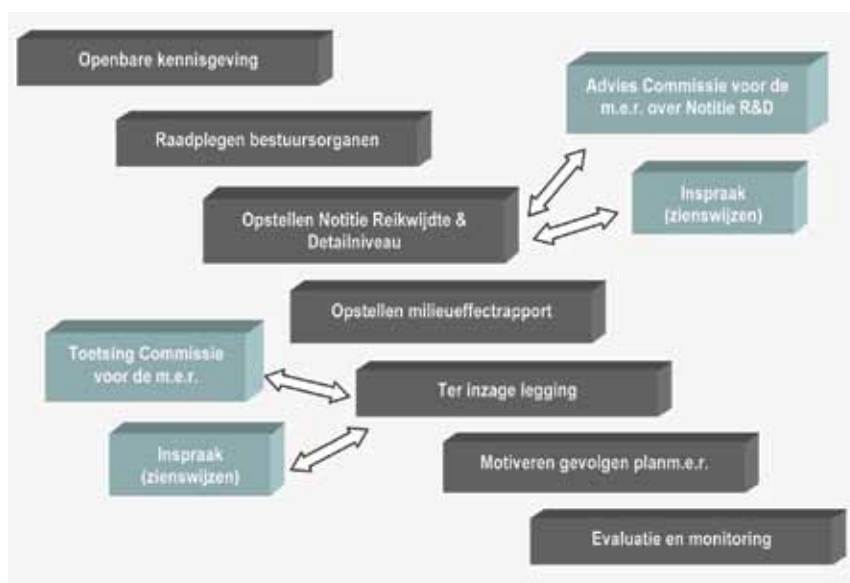 Openbare kennisgeving
Advies Commissie voor de
m.e.r. over Notitie R&D
Raadplegen bestuursorganen
Inspraak
(zienswijzen)
Opstellen Notitie Reikwijdte &
Detailniveau
Opstellen milieueffectrapport
Toetsing Commissie
voor de m.e.r.
Ter inzage legging
Inspraak
(zienswijzen)
Motiveren gevolgen planm.e.r.
Evaluatie en monitoring